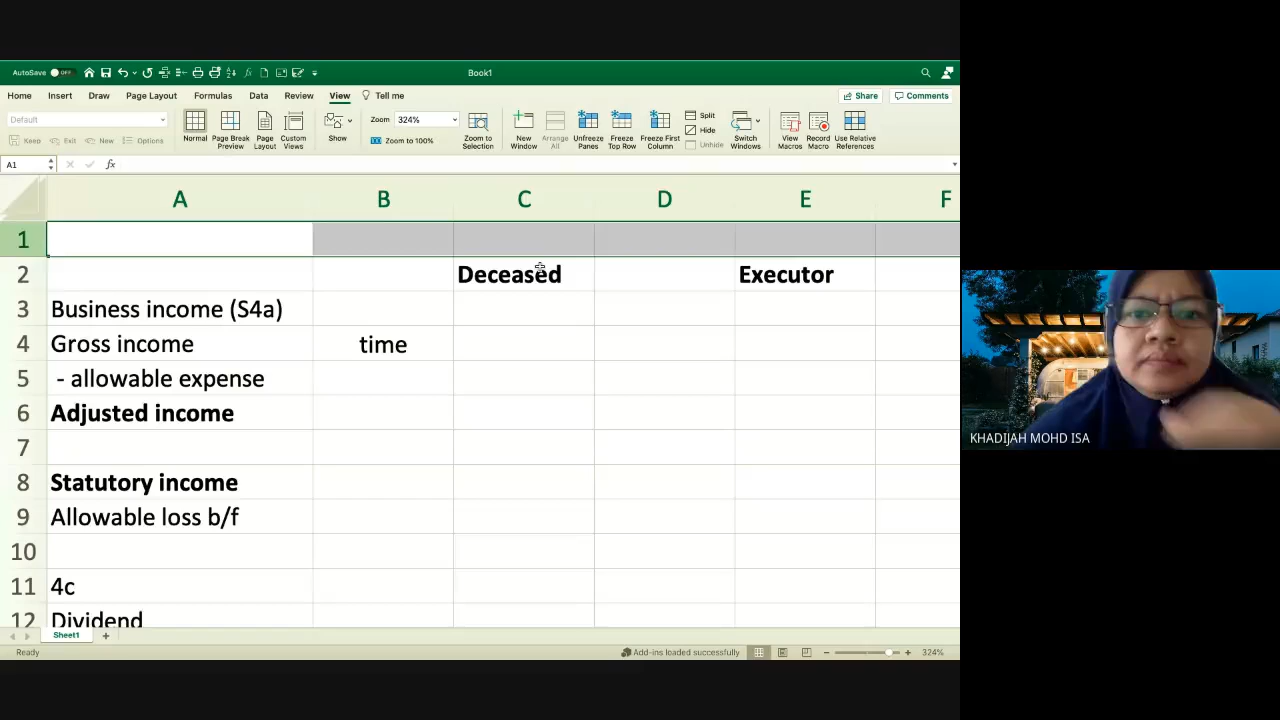 AutoSave OFF Book1
Home Insert Draw Page Layout Formulas Data Review View Tell me Share Comments
Default Keep Exit New Options
Normal Page Break Preview Page Layout Custom Views
Show
Zoom 324% Zoom to 100%
Zoom to Selection
New Window Arrange All Unfreeze Panes Freeze Top Row Freeze First Column
Split Hide Unhide
Switch Windows View Macros Record Macro Use Relative References
A1 fx
A B C D E F
1
2 Deceased Executor
3 Business income (S4a)
4 Gross income time
5 - allowable expense
6 Adjusted income
7
8 Statutory income
9 Allowable loss b/f
10
11 4c
12 Dividend
Sheet1
Ready Add-ins loaded successfully 324%
KHADIJAH MOHD ISA